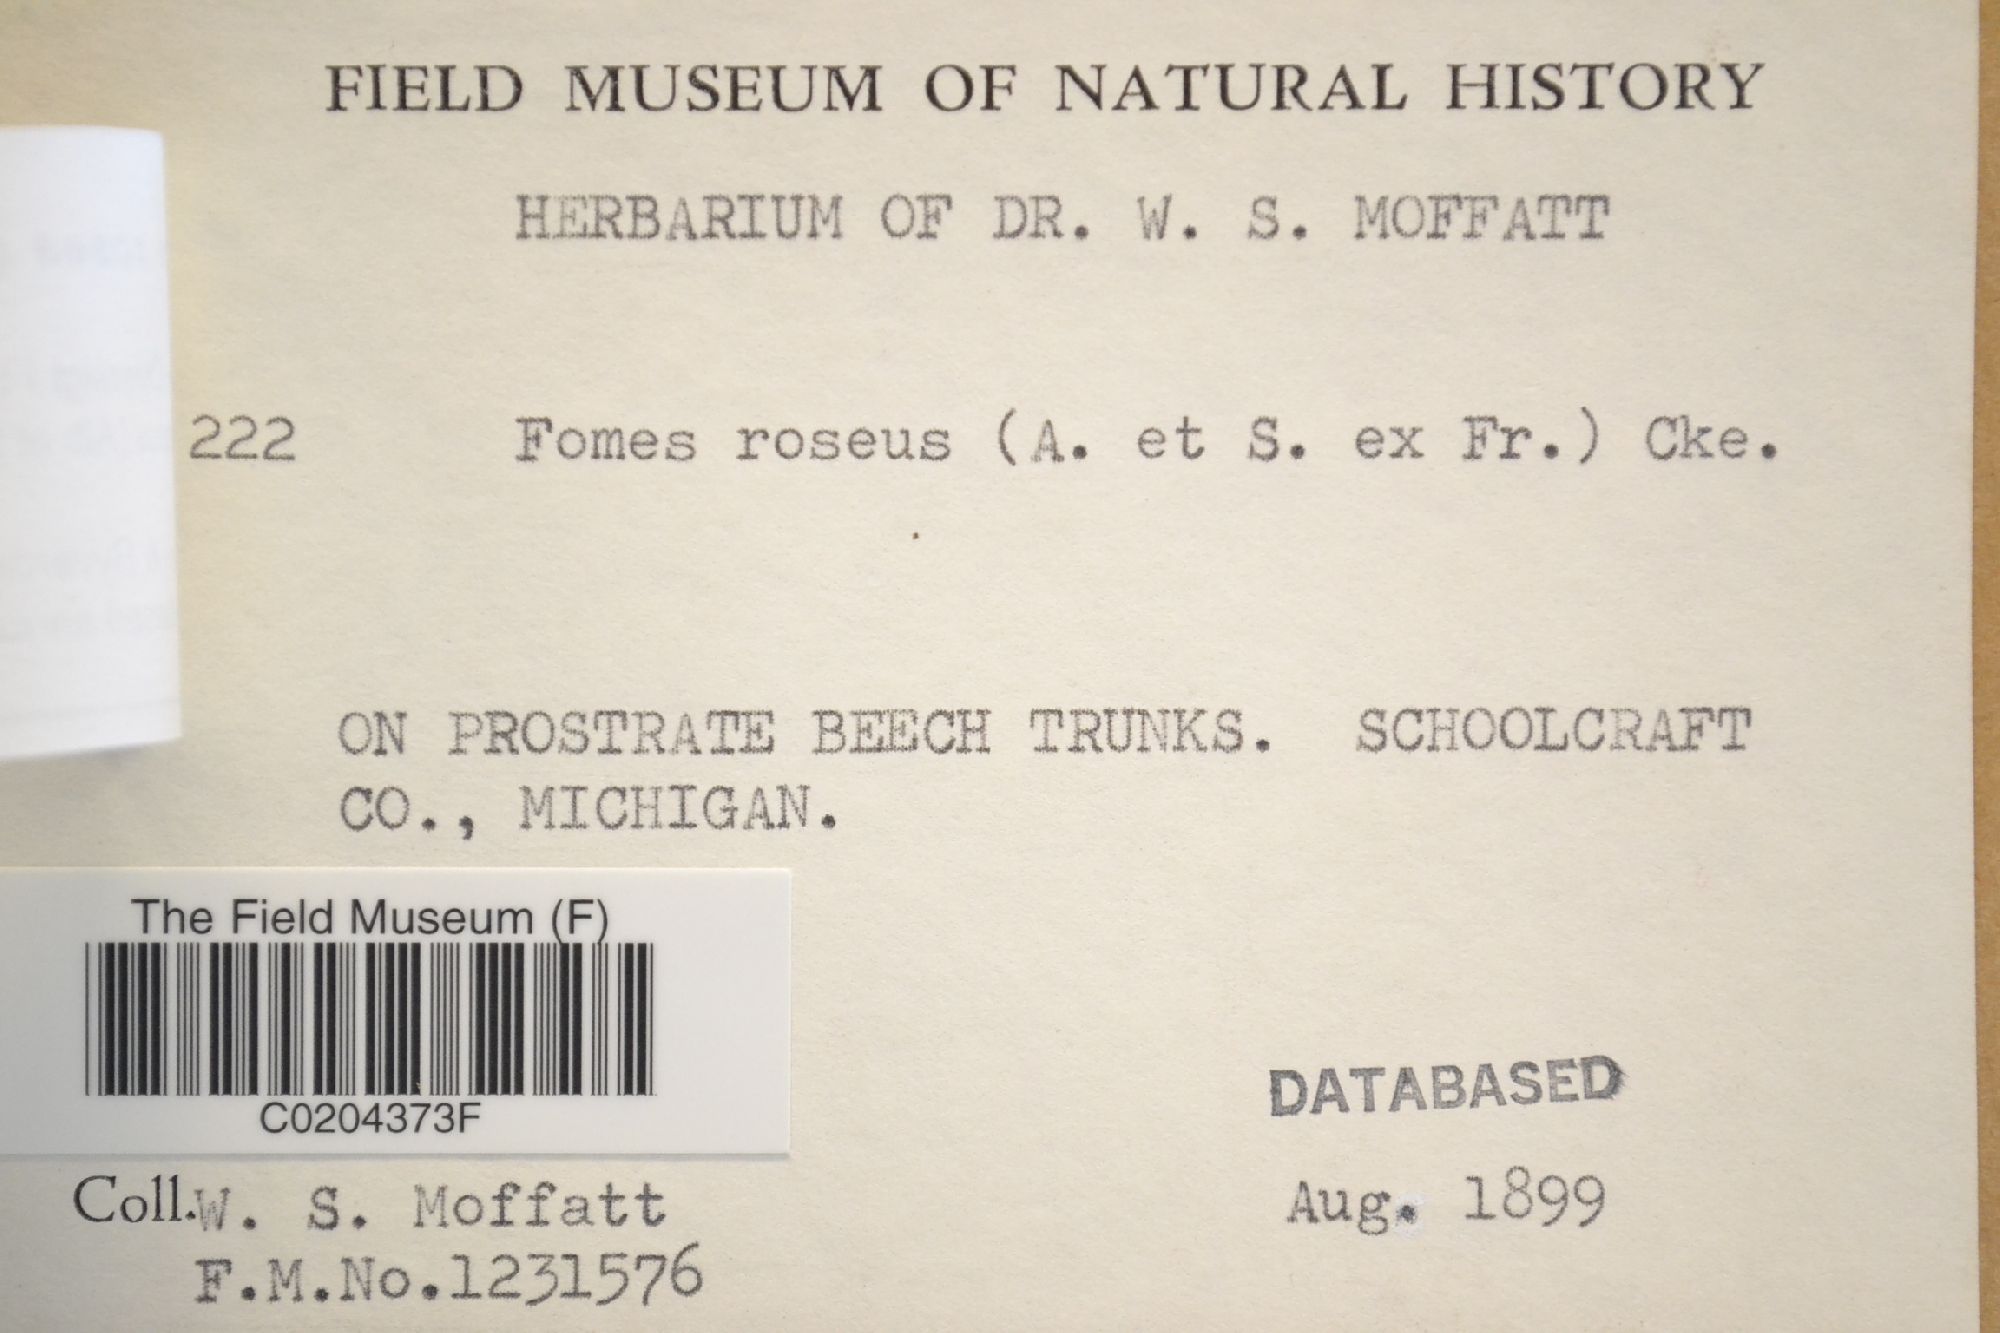 FIELD MUSEUM OF NATURAL HISTORY
HERBARIUM OF DR. W. S. MOFFATT
222 Fomes roseus (A. et S. ex Fr.) Cke.
ON PROSTRATE BEECH TRUNKS. SCHOOLCRAFT
CO., MICHIGAN.
The Field Museum (F)
C0204373F
DATABASED
Coll. W. S. Moffatt Aug. 1899
F.M.No.1231576